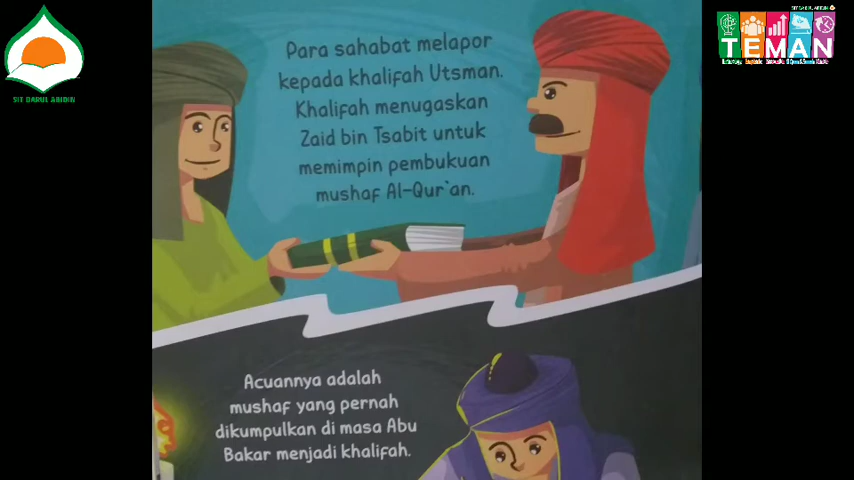 SIT DARUL ABIDIN
TEMAN
Para sahabat melapor
kepada khalifah Utsman.
Khalifah menugaskan
Zaid bin Tsabit untuk
memimpin pembukuan
mushaf Al-Qur`an.
Acuannya adalah
mushaf yang pernah
dikumpulkan di masa Abu
Bakar menjadi khalifah.